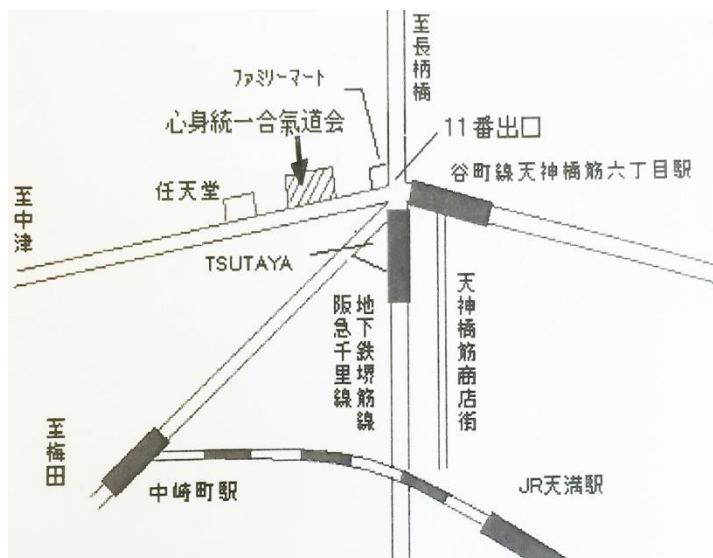 至長柄橋
ファミリーマート
心身統一合氣道会
11番出口
谷町線天神橋筋六丁目駅
任天堂
至中津
TSUTAYA
地下鉄堺筋線
阪急千里線
天神橋筋商店街
至梅田
中崎町駅
JR天満駅